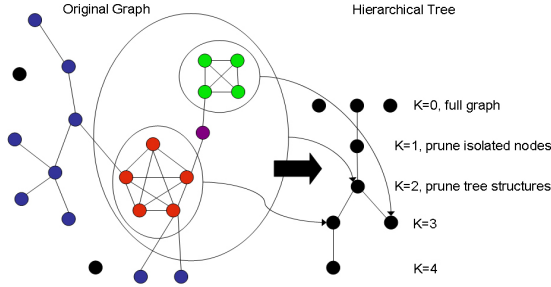 Original Graph
Hierarchical Tree
K=0, full graph
K=1, prune isolated nodes
K=2, prune tree structures
K=3
K=4